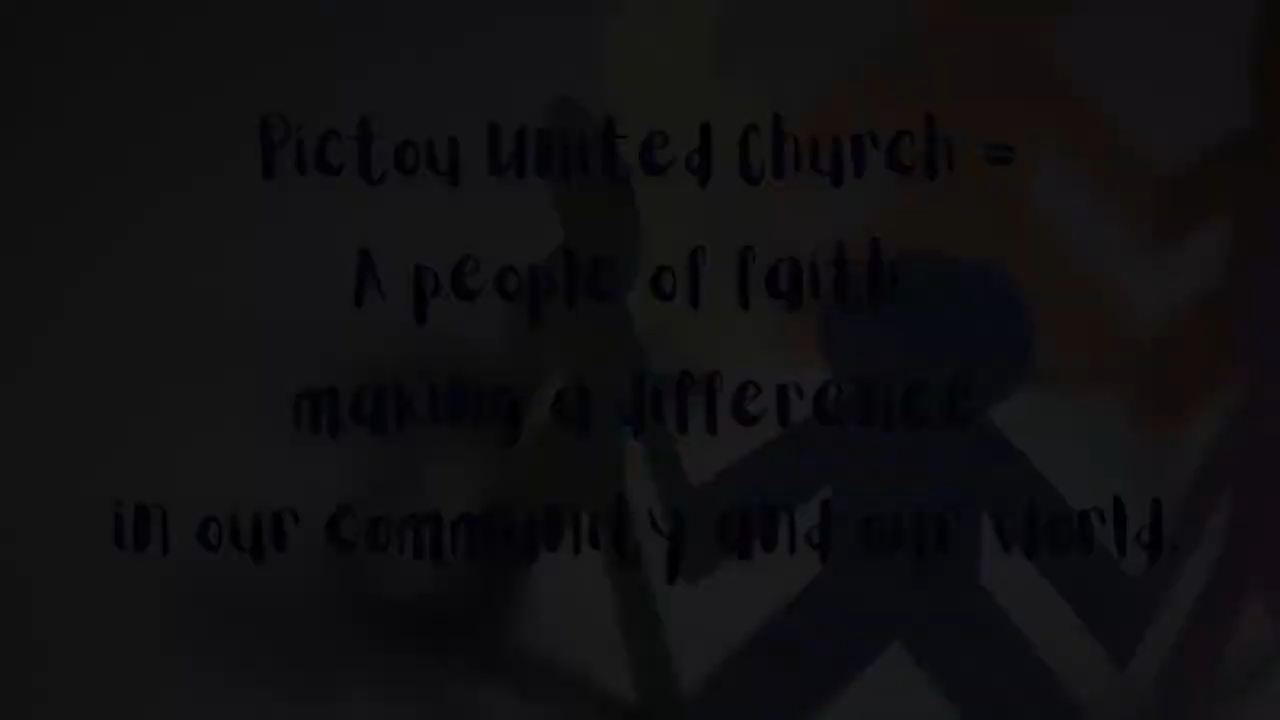 Pictou United Church =
A people of faith
making a difference
in our community and our world.